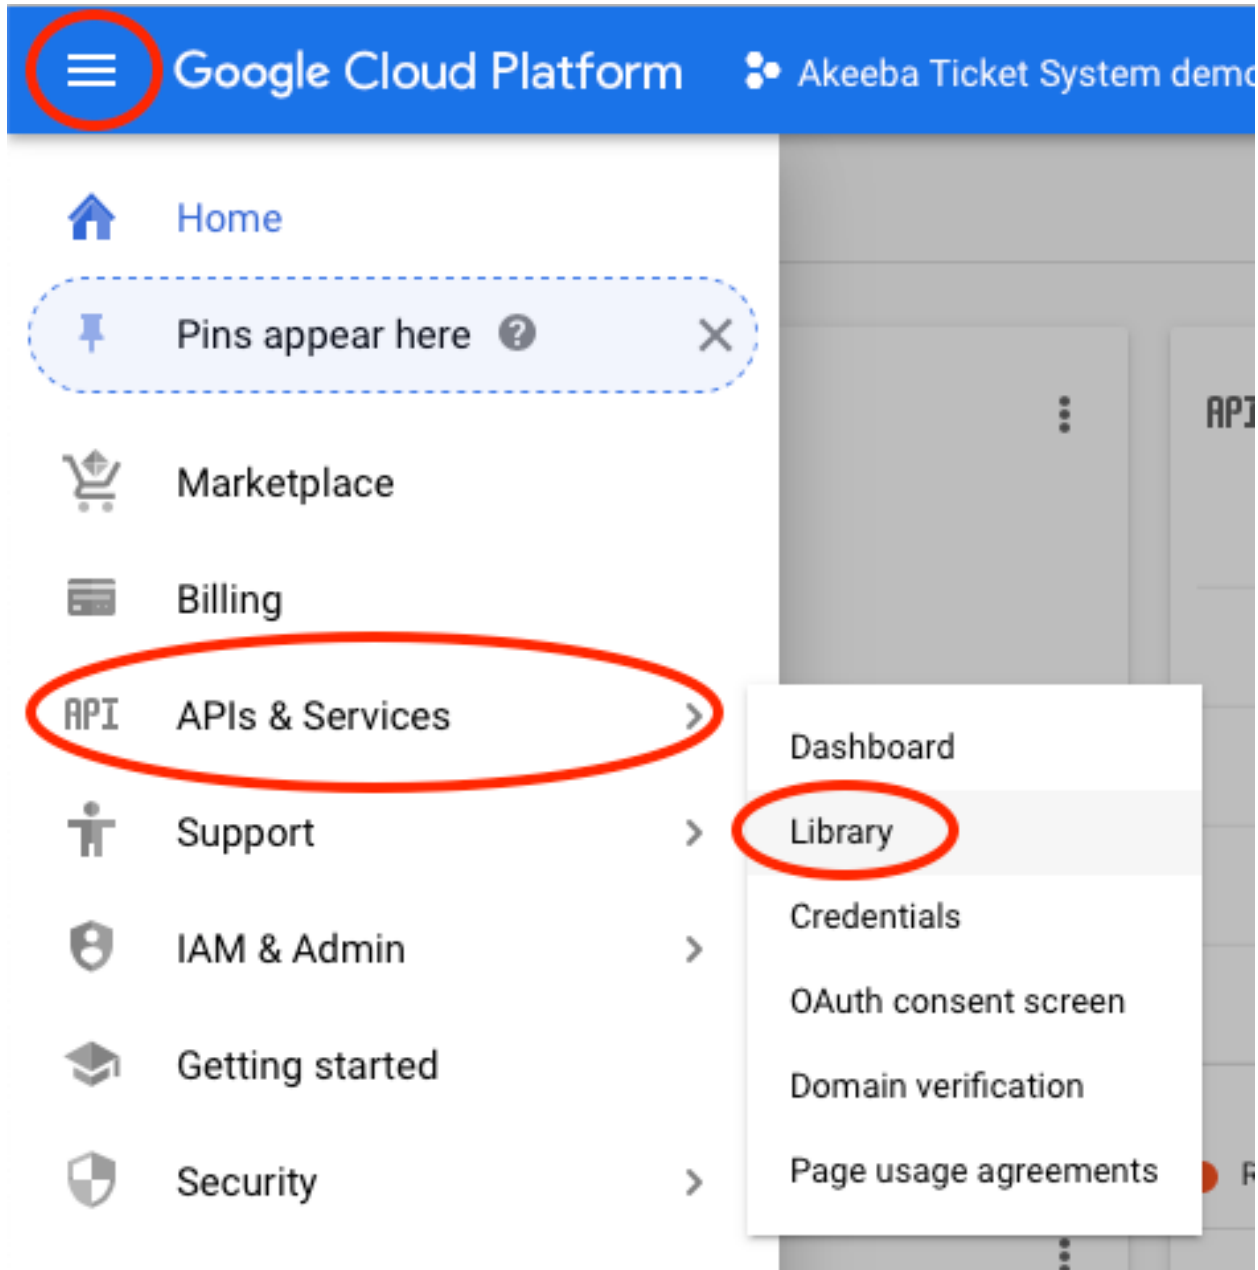 Google Cloud Platform
Akeeba Ticket System demo
Home
Pins appear here
Marketplace
Billing
API APIs & Services
Support
IAM & Admin
Getting started
Security
Dashboard
Library
Credentials
OAuth consent screen
Domain verification
Page usage agreements
API